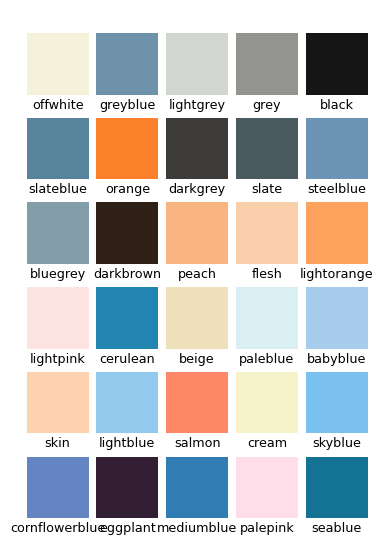 offwhite greyblue lightgrey grey black
slateblue orange darkgrey slate steelblue
bluegrey darkbrown peach flesh lightorange
lightpink cerulean beige paleblue babyblue
skin lightblue salmon cream skyblue
cornflowerblue eggplant mediumblue palepink seablue